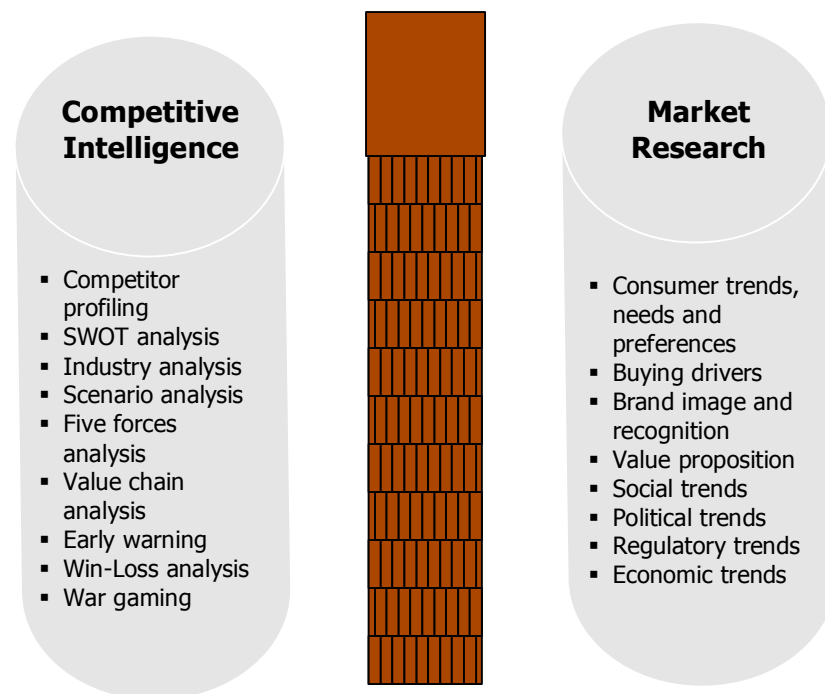 Competitive
Intelligence
▪ Competitor
profiling
▪ SWOT analysis
▪ Industry analysis
▪ Scenario analysis
▪ Five forces
analysis
▪ Value chain
analysis
▪ Early warning
▪ Win-Loss analysis
▪ War gaming
Market
Research
▪ Consumer trends,
needs and
preferences
▪ Buying drivers
▪ Brand image and
recognition
▪ Value proposition
▪ Social trends
▪ Political trends
▪ Regulatory trends
▪ Economic trends